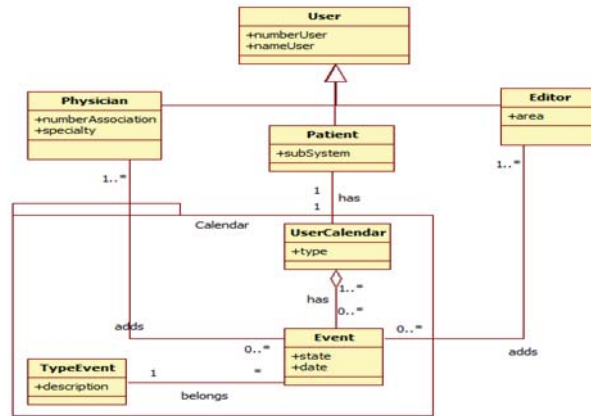 User
+numberUser
+nameUser
Physician
+numberAssociation
+specialty
Editor
+area
Patient
+subSystem
1..*
1..*
1
has
1
Calendar
UserCalendar
+type
1..*
has
0..*
adds
Event
+state
+date
0..*
0..*
adds
TypeEvent
+description
1
*
belongs